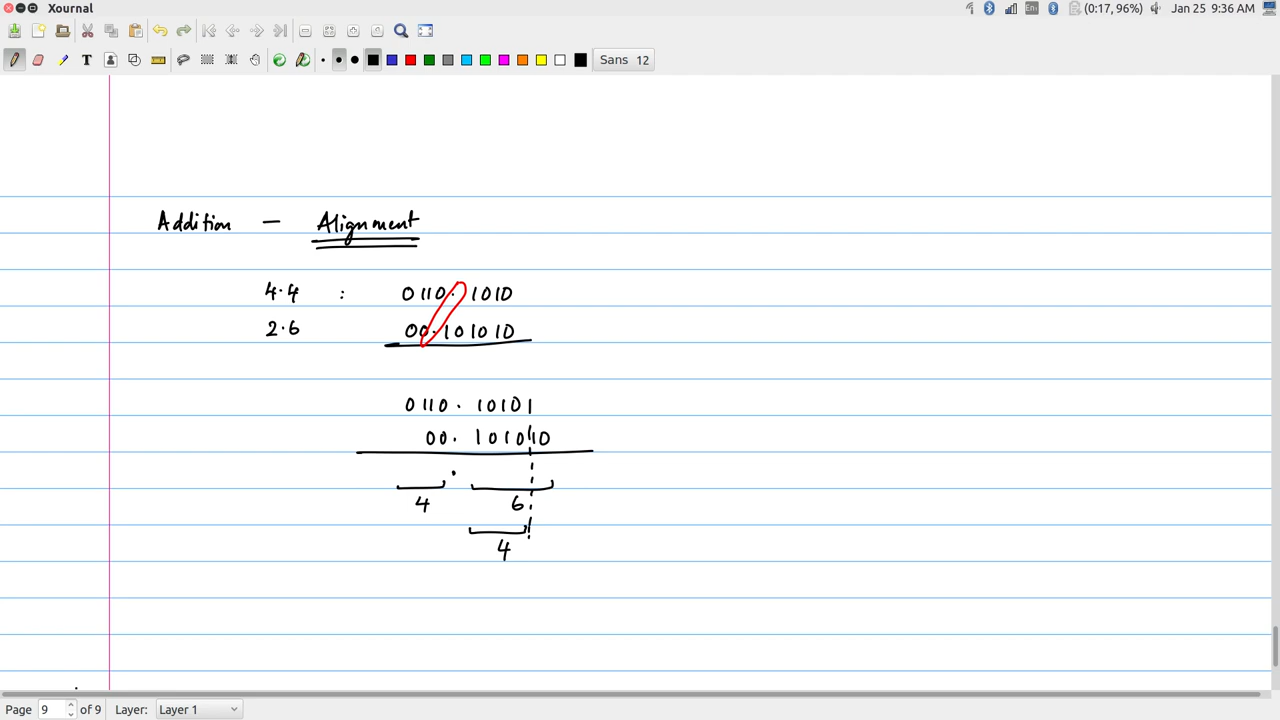 Xournal
En
(0:17, 96%)
Jan 25 9:36 AM
Sans 12
Addition - Alignment
4.4 : 0110.1010
2.6 00.101010
0110.10101
00.101010
.
4 6
4
Page 9 of 9 Layer: Layer 1